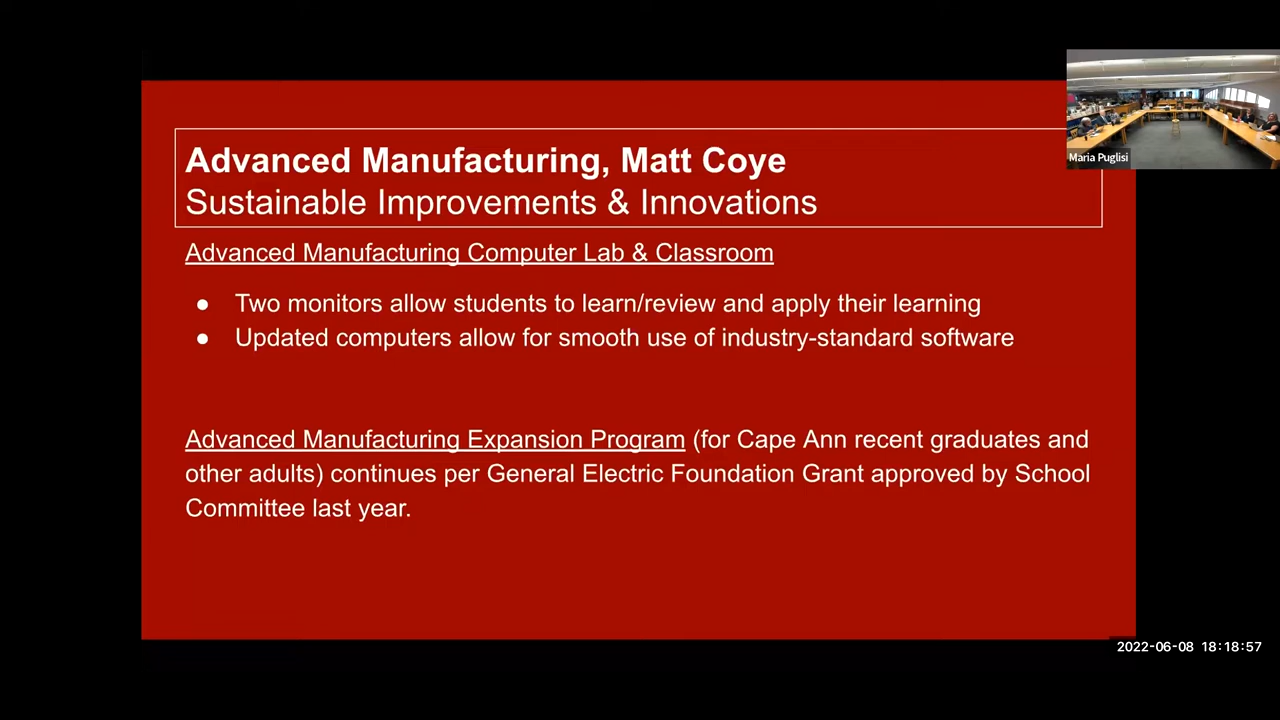 Advanced Manufacturing, Matt Coye
Sustainable Improvements & Innovations
Advanced Manufacturing Computer Lab & Classroom
● Two monitors allow students to learn/review and apply their learning
● Updated computers allow for smooth use of industry-standard software
Advanced Manufacturing Expansion Program (for Cape Ann recent graduates and
other adults) continues per General Electric Foundation Grant approved by School
Committee last year.
Maria Puglisi
2022-06-08 18:18:57